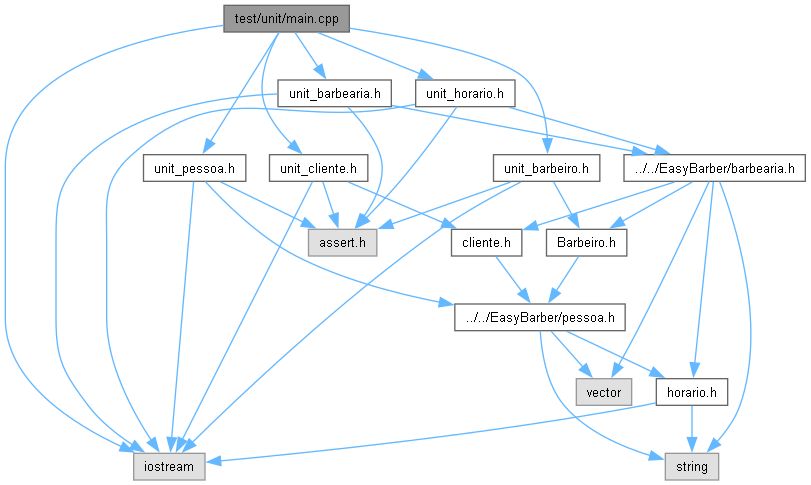 test/unit/main.cpp
unit_barbearia.h
unit_horario.h
unit_pessoa.h
unit_cliente.h
unit_barbeiro.h
../../EasyBarber/barbearia.h
assert.h
cliente.h
Barbeiro.h
../../EasyBarber/pessoa.h
vector
horario.h
iostream
string